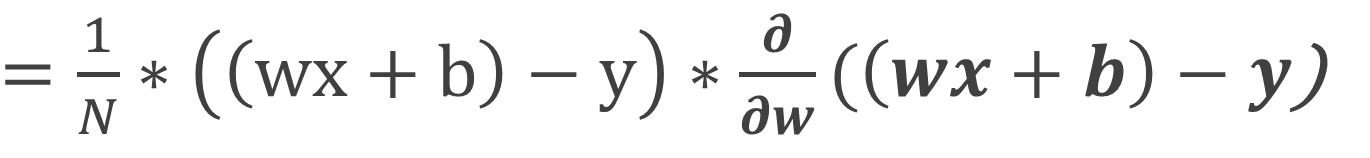 = 1/N * ((wx + b) − y) * ∂/∂w ((wx + b) − y)